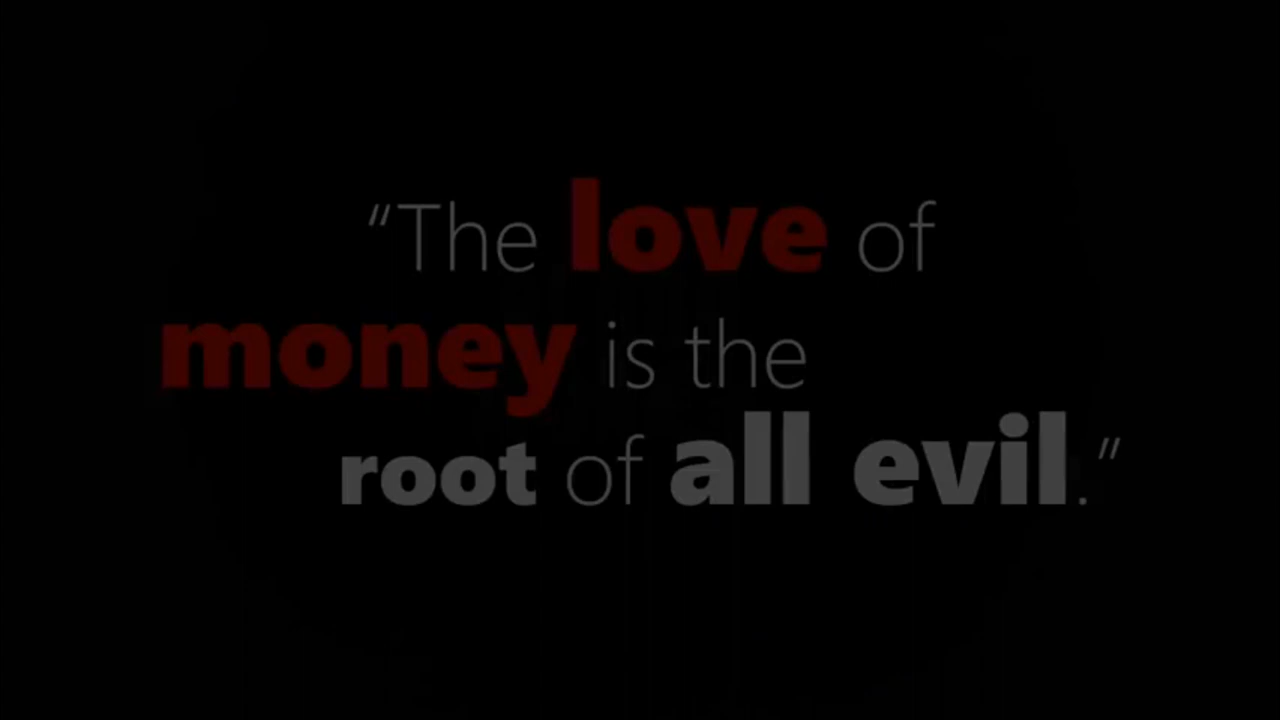 “The love of
money is the
root of all evil.”